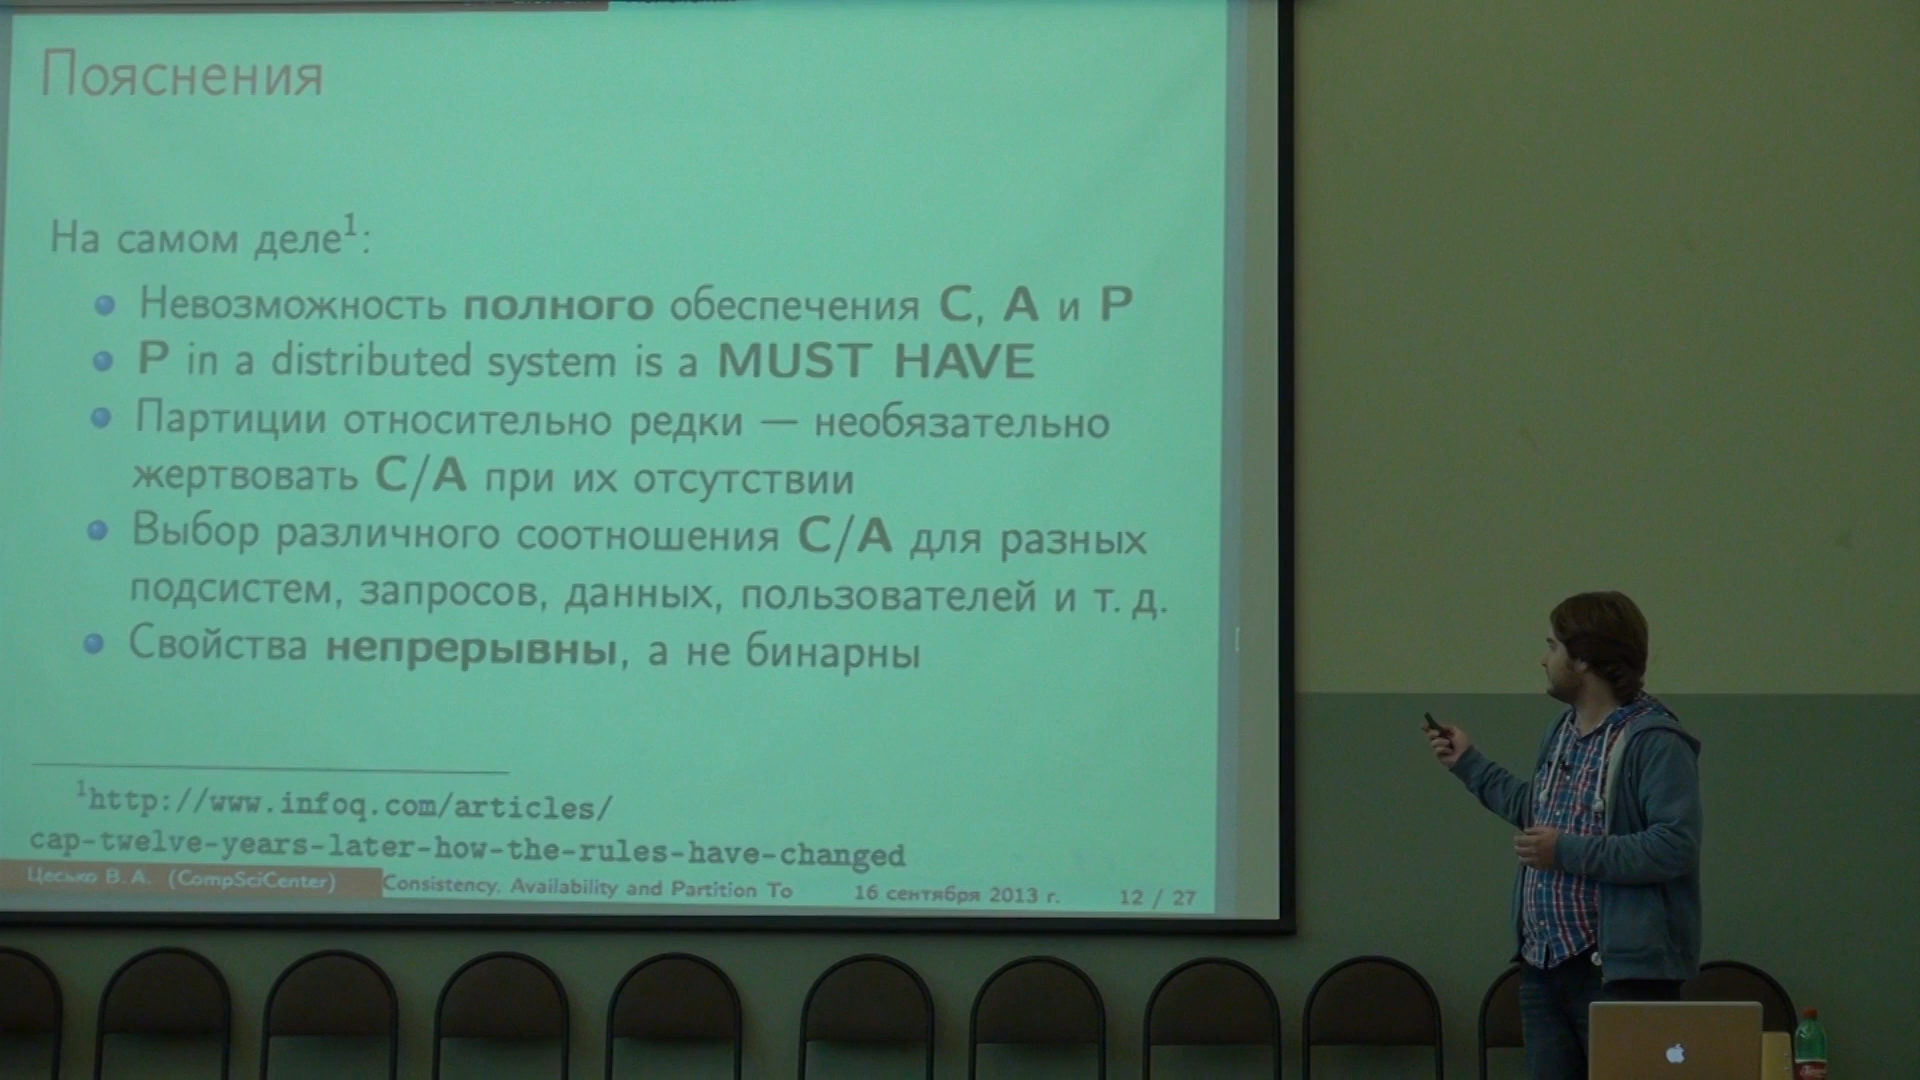 Пояснения
На самом деле¹:
Невозможность полного обеспечения C, A и P
P in a distributed system is a MUST HAVE
Партиции относительно редки — необязательно
жертвовать C/A при их отсутствии
Выбор различного соотношения C/A для разных
подсистем, запросов, данных, пользователей и т. д.
Свойства непрерывны, а не бинарны
¹http://www.infoq.com/articles/
cap-twelve-years-later-how-the-rules-have-changed
Цесько В. А. (CompSciCenter) Consistency, Availability and Partition To 16 сентября 2013 г. 12 / 27